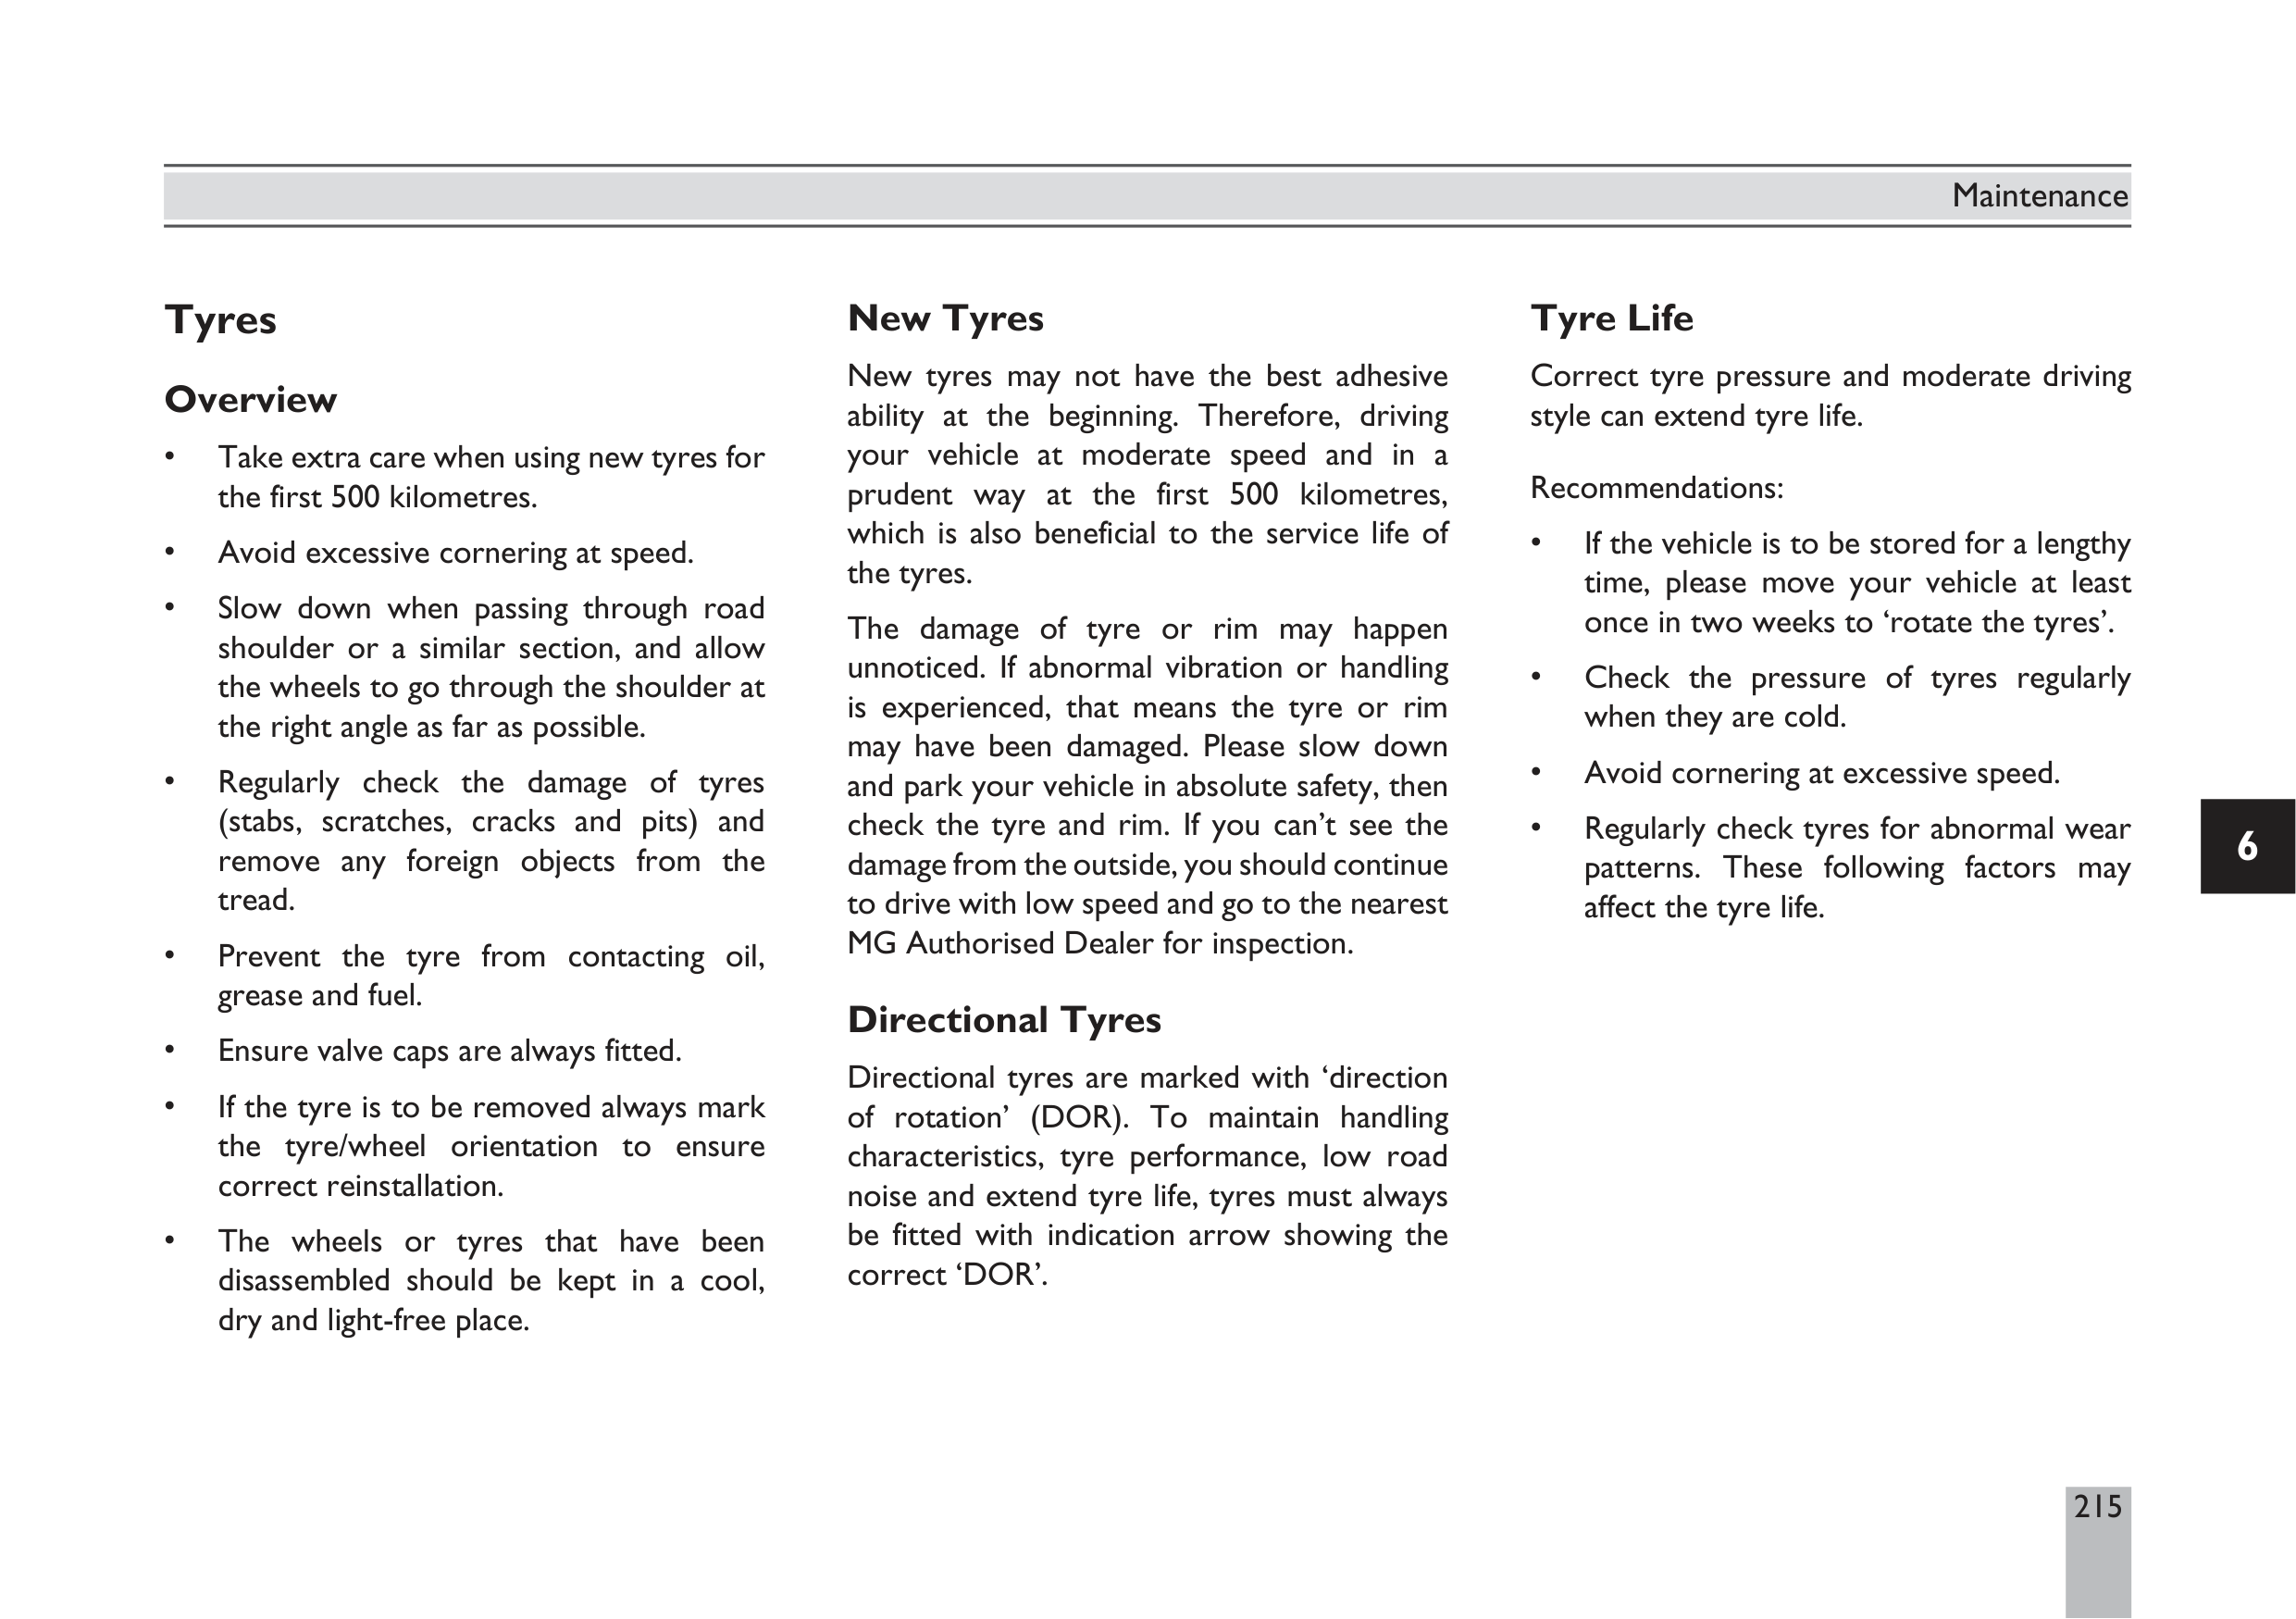 Maintenance
Tyres
Overview
• Take extra care when using new tyres for
the first 500 kilometres.
• Avoid excessive cornering at speed.
• Slow down when passing through road
shoulder or a similar section, and allow
the wheels to go through the shoulder at
the right angle as far as possible.
• Regularly check the damage of tyres
(stabs, scratches, cracks and pits) and
remove any foreign objects from the
tread.
• Prevent the tyre from contacting oil,
grease and fuel.
• Ensure valve caps are always fitted.
• If the tyre is to be removed always mark
the tyre/wheel orientation to ensure
correct reinstallation.
• The wheels or tyres that have been
disassembled should be kept in a cool,
dry and light-free place.
New Tyres
New tyres may not have the best adhesive
ability at the beginning. Therefore, driving
your vehicle at moderate speed and in a
prudent way at the first 500 kilometres,
which is also beneficial to the service life of
the tyres.
The damage of tyre or rim may happen
unnoticed. If abnormal vibration or handling
is experienced, that means the tyre or rim
may have been damaged. Please slow down
and park your vehicle in absolute safety, then
check the tyre and rim. If you can’t see the
damage from the outside, you should continue
to drive with low speed and go to the nearest
MG Authorised Dealer for inspection.
Directional Tyres
Directional tyres are marked with ‘direction
of rotation’ (DOR). To maintain handling
characteristics, tyre performance, low road
noise and extend tyre life, tyres must always
be fitted with indication arrow showing the
correct ‘DOR’.
Tyre Life
Correct tyre pressure and moderate driving
style can extend tyre life.
Recommendations:
• If the vehicle is to be stored for a lengthy
time, please move your vehicle at least
once in two weeks to ‘rotate the tyres’.
• Check the pressure of tyres regularly
when they are cold.
• Avoid cornering at excessive speed.
• Regularly check tyres for abnormal wear
patterns. These following factors may
affect the tyre life.
6
215